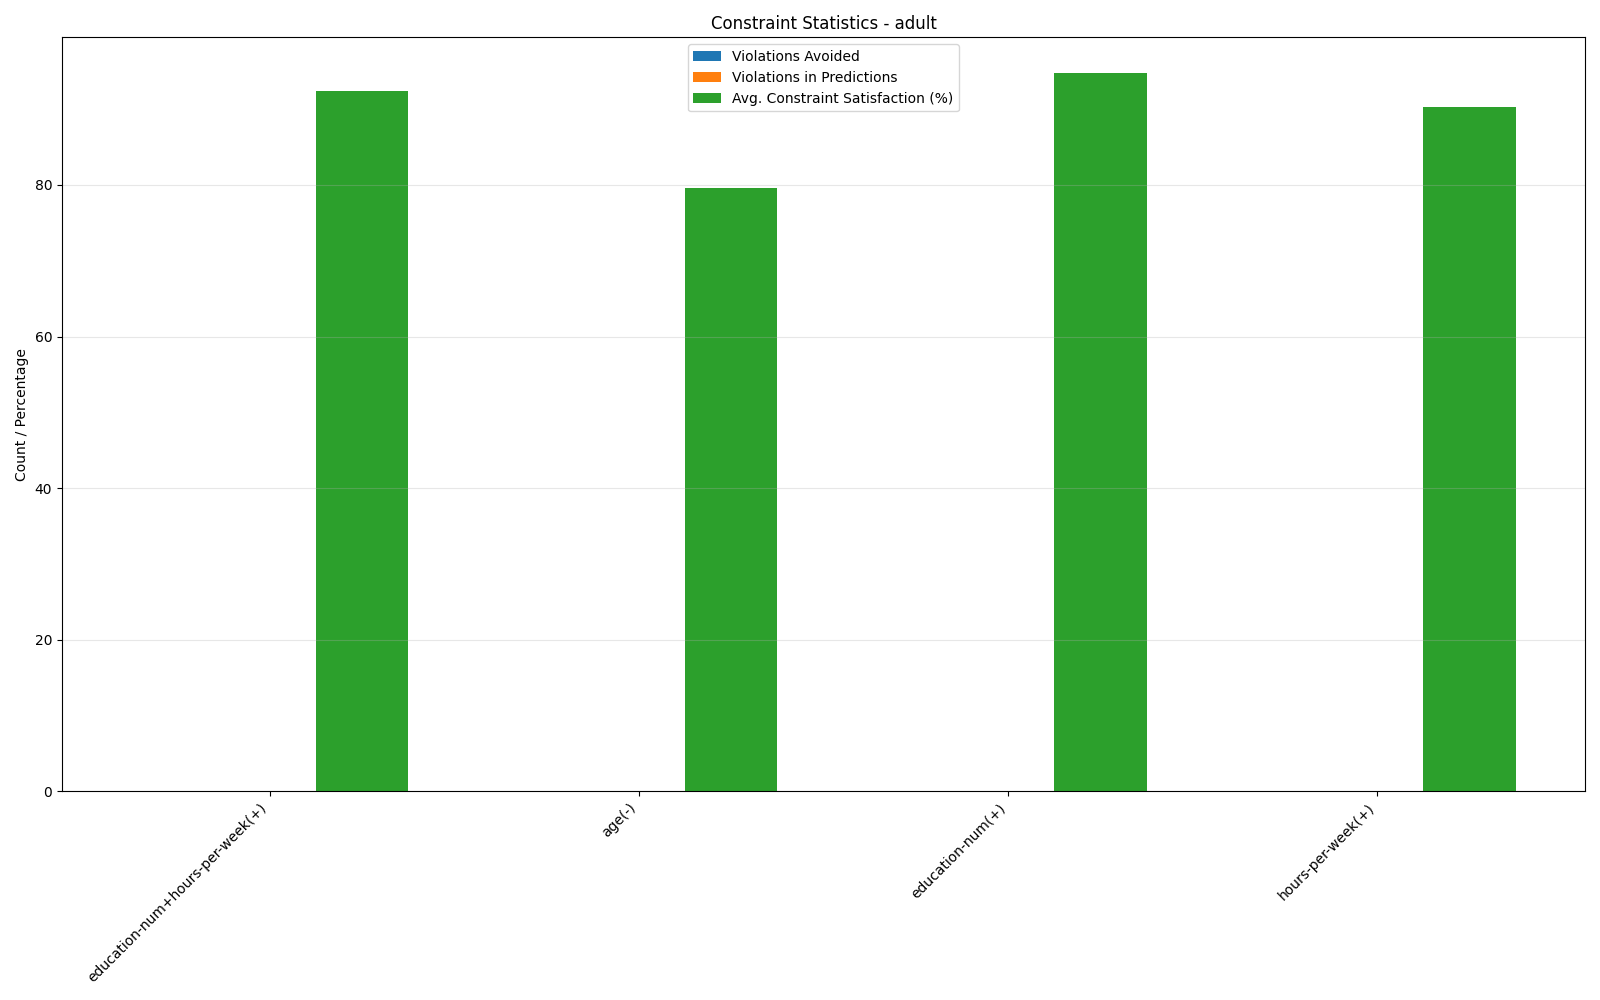 Constraint Statistics - adult
Violations Avoided
Violations in Predictions
Avg. Constraint Satisfaction (%)
Count / Percentage
80
60
40
20
0
education-num+hours-per-week(+)
age(-)
education-num(+)
hours-per-week(+)